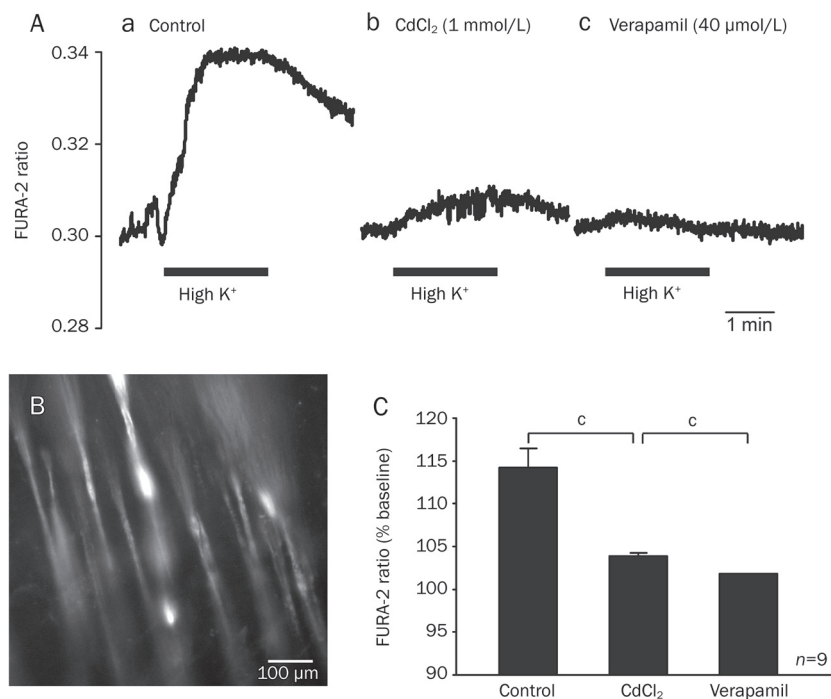 A
a Control
b CdCl₂ (1 mmol/L)
c Verapamil (40 μmol/L)
FURA-2 ratio
0.34
0.32
0.30
0.28
High K⁺
High K⁺
High K⁺
1 min
B
100 μm
C
FURA-2 ratio (% baseline)
120
115
110
105
100
95
90
c
c
n=9
Control
CdCl₂
Verapamil